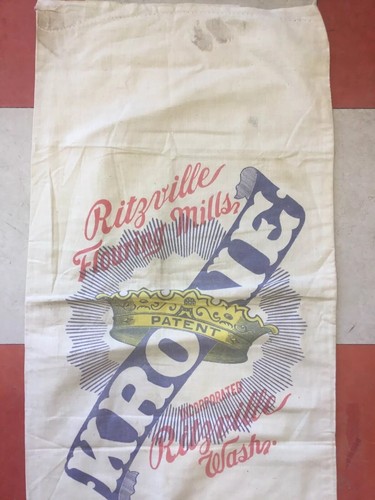 Ritzville
Flouring Mills,
KRONE
PATENT
INCORPORATED
Ritzville
Wash.